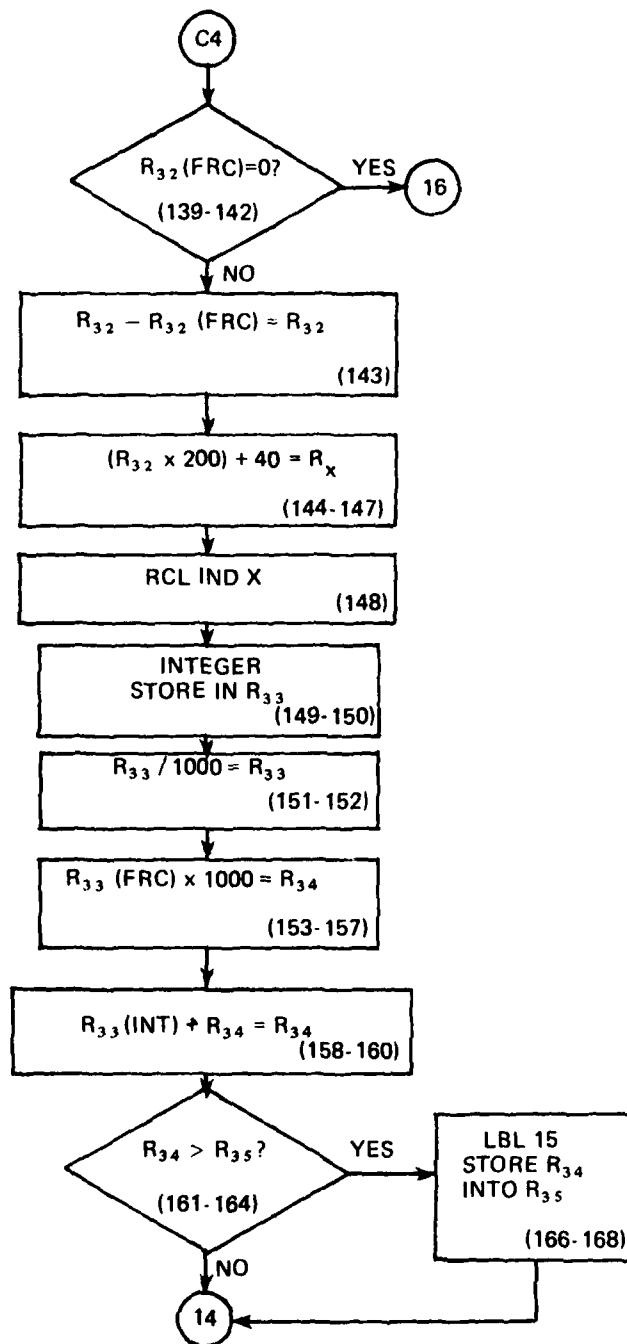 C4
R32(FRC)=0?
(139-142)
YES
16
NO
R32 − R32 (FRC) = R32
(143)
(R32 x 200) + 40 = Rx
(144-147)
RCL IND X
(148)
INTEGER
STORE IN R33
(149-150)
R33 / 1000 = R33
(151-152)
R33 (FRC) x 1000 = R34
(153-157)
R33(INT) + R34 = R34
(158-160)
R34 > R35?
(161-164)
YES
LBL 15
STORE R34
INTO R35
(166-168)
NO
14